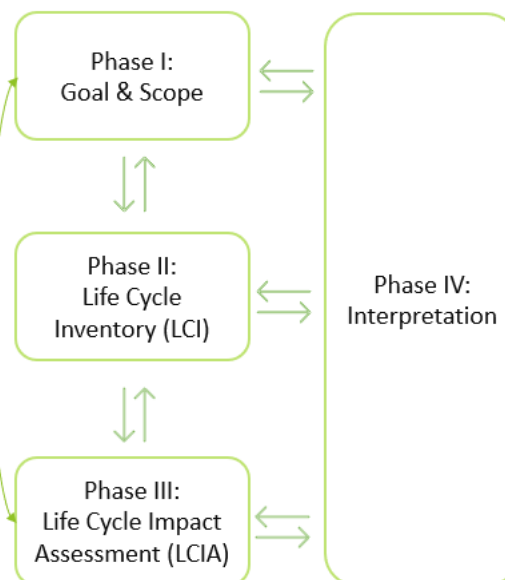 Phase I:
Goal & Scope
Phase II:
Life Cycle
Inventory (LCI)
Phase III:
Life Cycle Impact
Assessment (LCIA)
Phase IV:
Interpretation